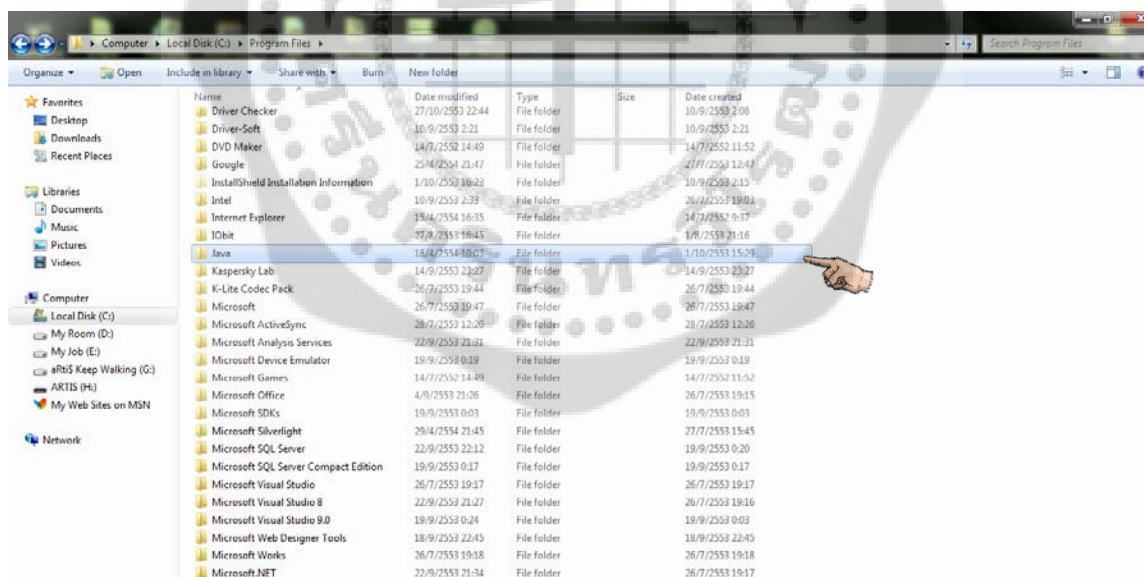 Computer ▸ Local Disk (C:) ▸ Program Files ▸
Search Program Files
Organize Open Include in library Share with Burn New folder
Favorites
Desktop
Downloads
Recent Places
Libraries
Documents
Music
Pictures
Videos
Computer
Local Disk (C:)
My Room (D:)
My Job (E:)
aRti$ Keep Walking (G:)
ARTIS (H:)
My Web Sites on MSN
Network
Name Date modified Type Size Date created
Driver Checker 27/10/2553 22:44 File folder 10/9/2553 2:08
Driver-Soft 10/9/2553 2:21 File folder 10/9/2553 2:21
DVD Maker 14/7/2552 14:49 File folder 14/7/2552 11:52
Google 25/4/2554 21:47 File folder 27/7/2553 12:47
InstallShield Installation Information 1/10/2553 16:23 File folder 10/9/2553 2:15
Intel 10/9/2553 2:33 File folder 26/7/2553 19:03
Internet Explorer 15/4/2554 16:35 File folder 14/7/2552 9:37
IObit 27/8/2553 16:45 File folder 1/8/2553 21:16
Java 18/4/2554 10:03 File folder 1/10/2553 15:29
Kaspersky Lab 14/9/2553 23:27 File folder 14/9/2553 23:27
K-Lite Codec Pack 26/7/2553 19:44 File folder 26/7/2553 19:44
Microsoft 26/7/2553 19:47 File folder 26/7/2553 19:47
Microsoft ActiveSync 28/7/2553 12:26 File folder 28/7/2553 12:26
Microsoft Analysis Services 22/9/2553 21:31 File folder 22/9/2553 21:31
Microsoft Device Emulator 19/9/2553 0:19 File folder 19/9/2553 0:19
Microsoft Games 14/7/2552 14:49 File folder 14/7/2552 11:52
Microsoft Office 4/9/2553 21:26 File folder 26/7/2553 19:15
Microsoft SDKs 19/9/2553 0:03 File folder 19/9/2553 0:03
Microsoft Silverlight 29/4/2554 21:45 File folder 27/7/2553 15:45
Microsoft SQL Server 22/9/2553 22:12 File folder 19/9/2553 0:20
Microsoft SQL Server Compact Edition 19/9/2553 0:17 File folder 19/9/2553 0:17
Microsoft Visual Studio 26/7/2553 19:17 File folder 26/7/2553 19:17
Microsoft Visual Studio 8 22/9/2553 21:27 File folder 26/7/2553 19:16
Microsoft Visual Studio 9.0 19/9/2553 0:24 File folder 19/9/2553 0:03
Microsoft Web Designer Tools 18/9/2553 22:45 File folder 18/9/2553 22:45
Microsoft Works 26/7/2553 19:18 File folder 26/7/2553 19:18
Microsoft.NET 22/9/2553 21:34 File folder 26/7/2553 19:17